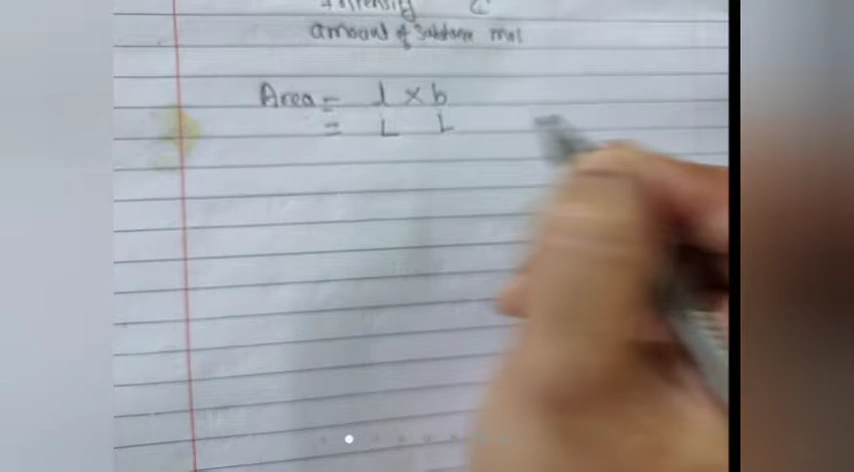 amount of Substance mol
Area = l × b
= L L